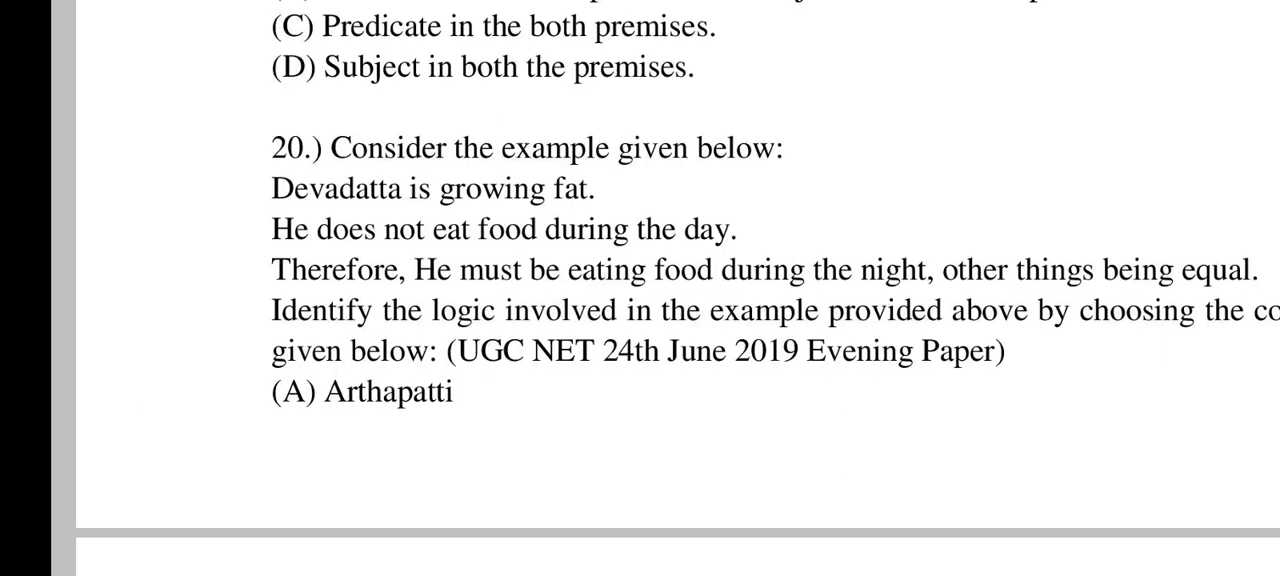 (C) Predicate in the both premises.
(D) Subject in both the premises.
20.) Consider the example given below:
Devadatta is growing fat.
He does not eat food during the day.
Therefore, He must be eating food during the night, other things being equal.
Identify the logic involved in the example provided above by choosing the
given below: (UGC NET 24th June 2019 Evening Paper)
(A) Arthapatti